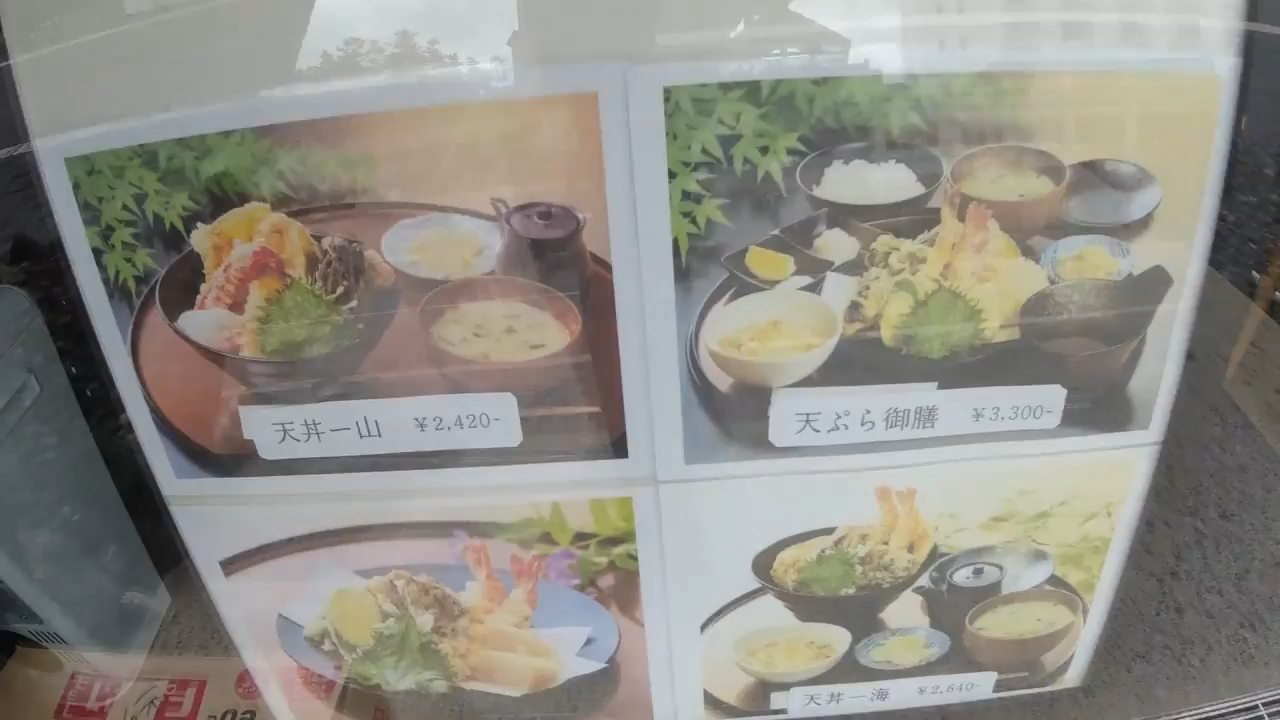 天丼一山 ¥2,420-
天ぷら御膳 ¥3,300-
天丼一海 ¥2,640-